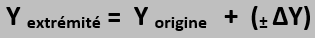 Y extrémité = Y origine + (± ΔY)